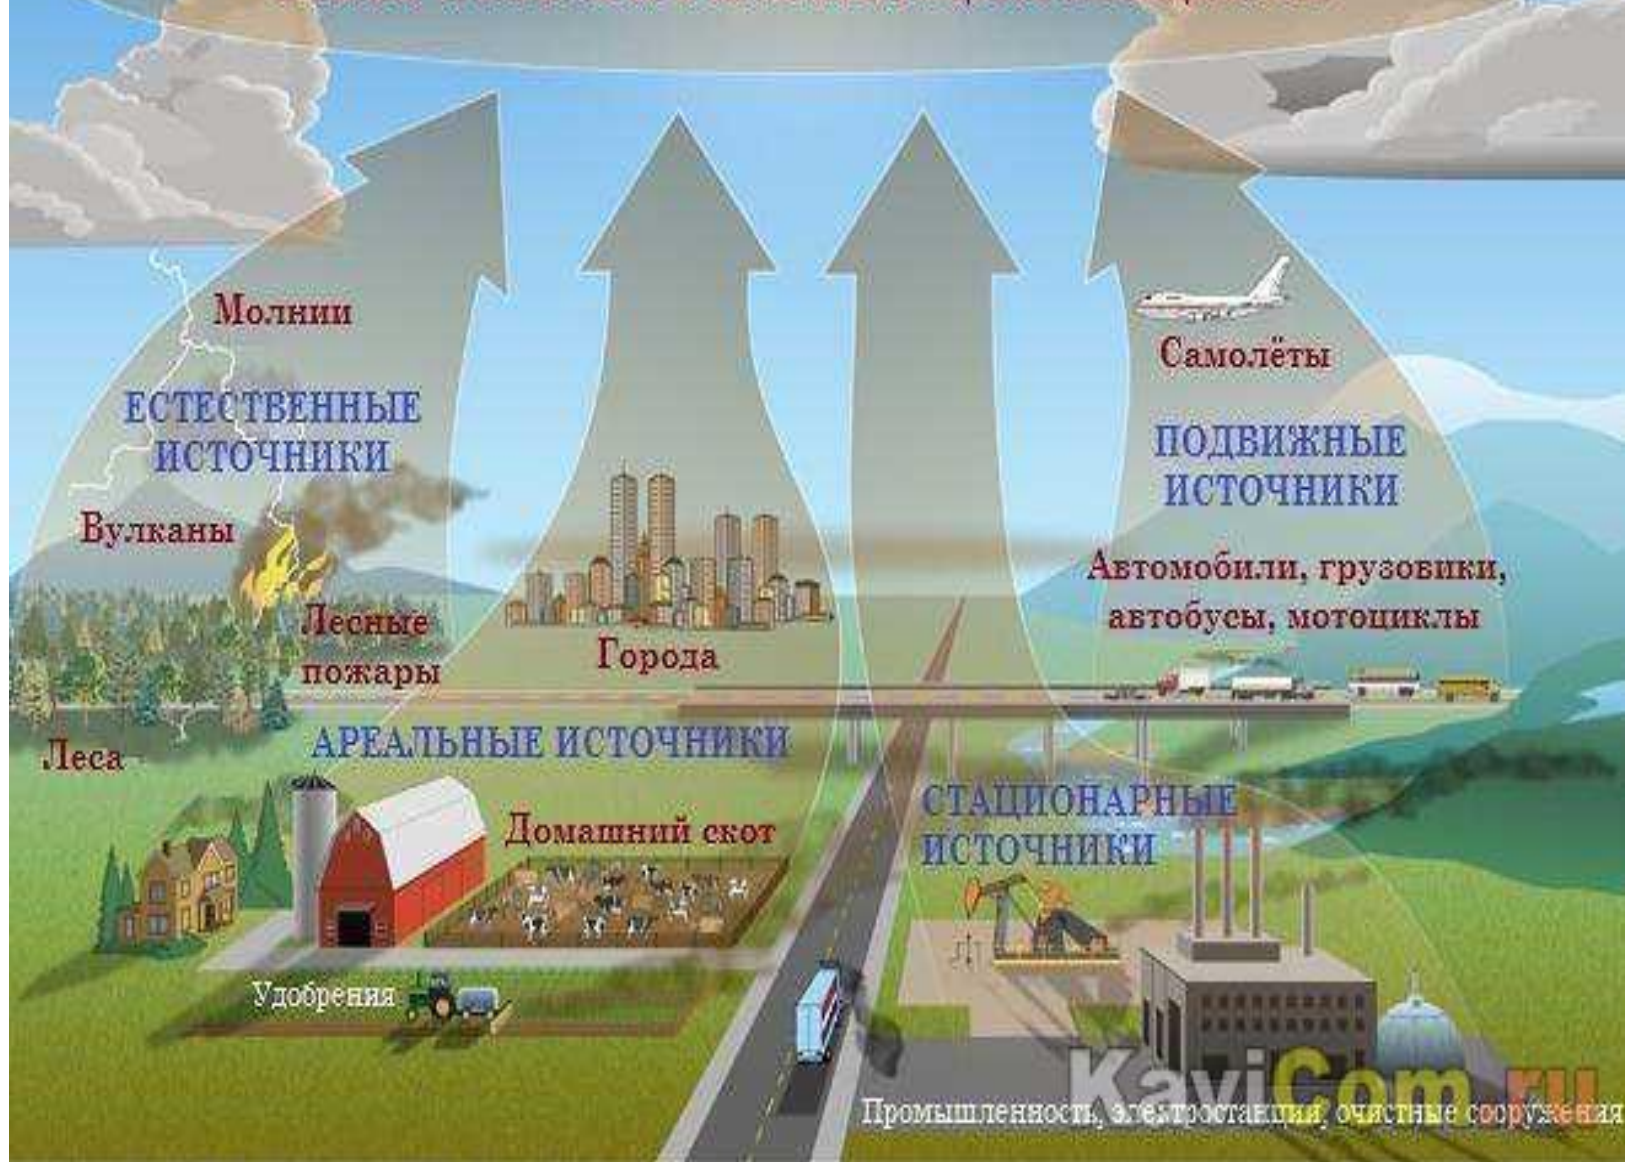 Молнии
ЕСТЕСТВЕННЫЕ
ИСТОЧНИКИ
Вулканы
Лесные
пожары
Леса
Города
АРЕАЛЬНЫЕ ИСТОЧНИКИ
Домашний скот
Удобрения
Самолёты
ПОДВИЖНЫЕ
ИСТОЧНИКИ
Автомобили, грузовики,
автобусы, мотоциклы
СТАЦИОНАРНЫЕ
ИСТОЧНИКИ
KaviCom.ru
Промышленность, электростанции, очистные сооружения